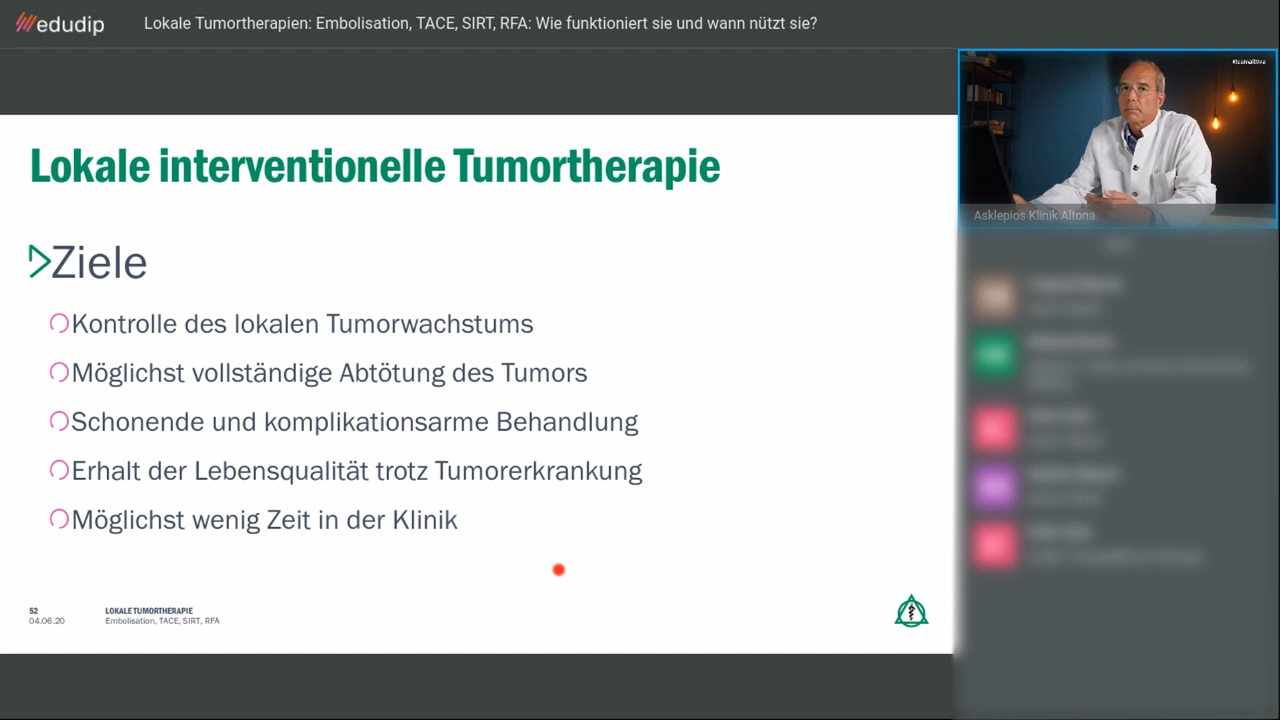 edudip
Lokale Tumortherapien: Embolisation, TACE, SIRT, RFA: Wie funktioniert sie und wann nützt sie?
Asklepios Klinik Altona
Lokale interventionelle Tumortherapie
Ziele
Kontrolle des lokalen Tumorwachstums
Möglichst vollständige Abtötung des Tumors
Schonende und komplikationsarme Behandlung
Erhalt der Lebensqualität trotz Tumorerkrankung
Möglichst wenig Zeit in der Klinik
52
LOKALE TUMORTHERAPIE
04.06.20
Embolisation, TACE, SIRT, RFA